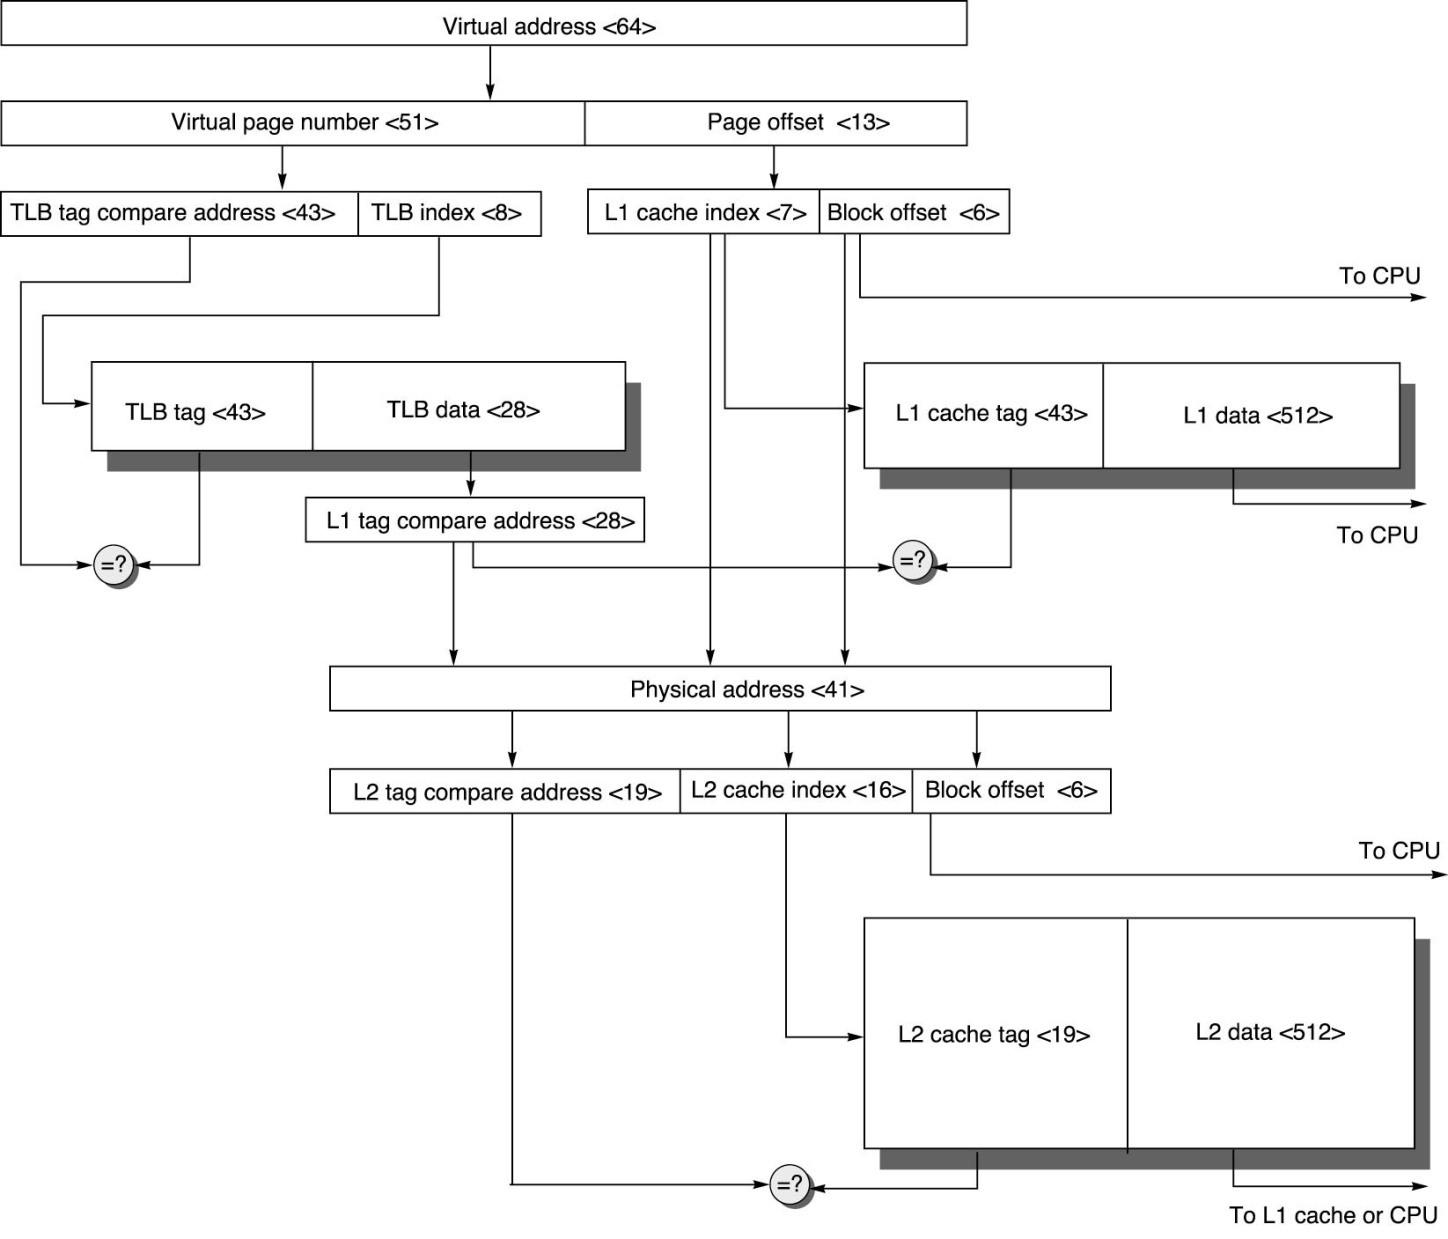 Virtual address <64>
Virtual page number <51>
Page offset <13>
TLB tag compare address <43>
TLB index <8>
L1 cache index <7>
Block offset <6>
To CPU
TLB tag <43>
TLB data <28>
L1 cache tag <43>
L1 data <512>
To CPU
L1 tag compare address <28>
=?
=?
Physical address <41>
L2 tag compare address <19>
L2 cache index <16>
Block offset <6>
To CPU
L2 cache tag <19>
L2 data <512>
=?
To L1 cache or CPU